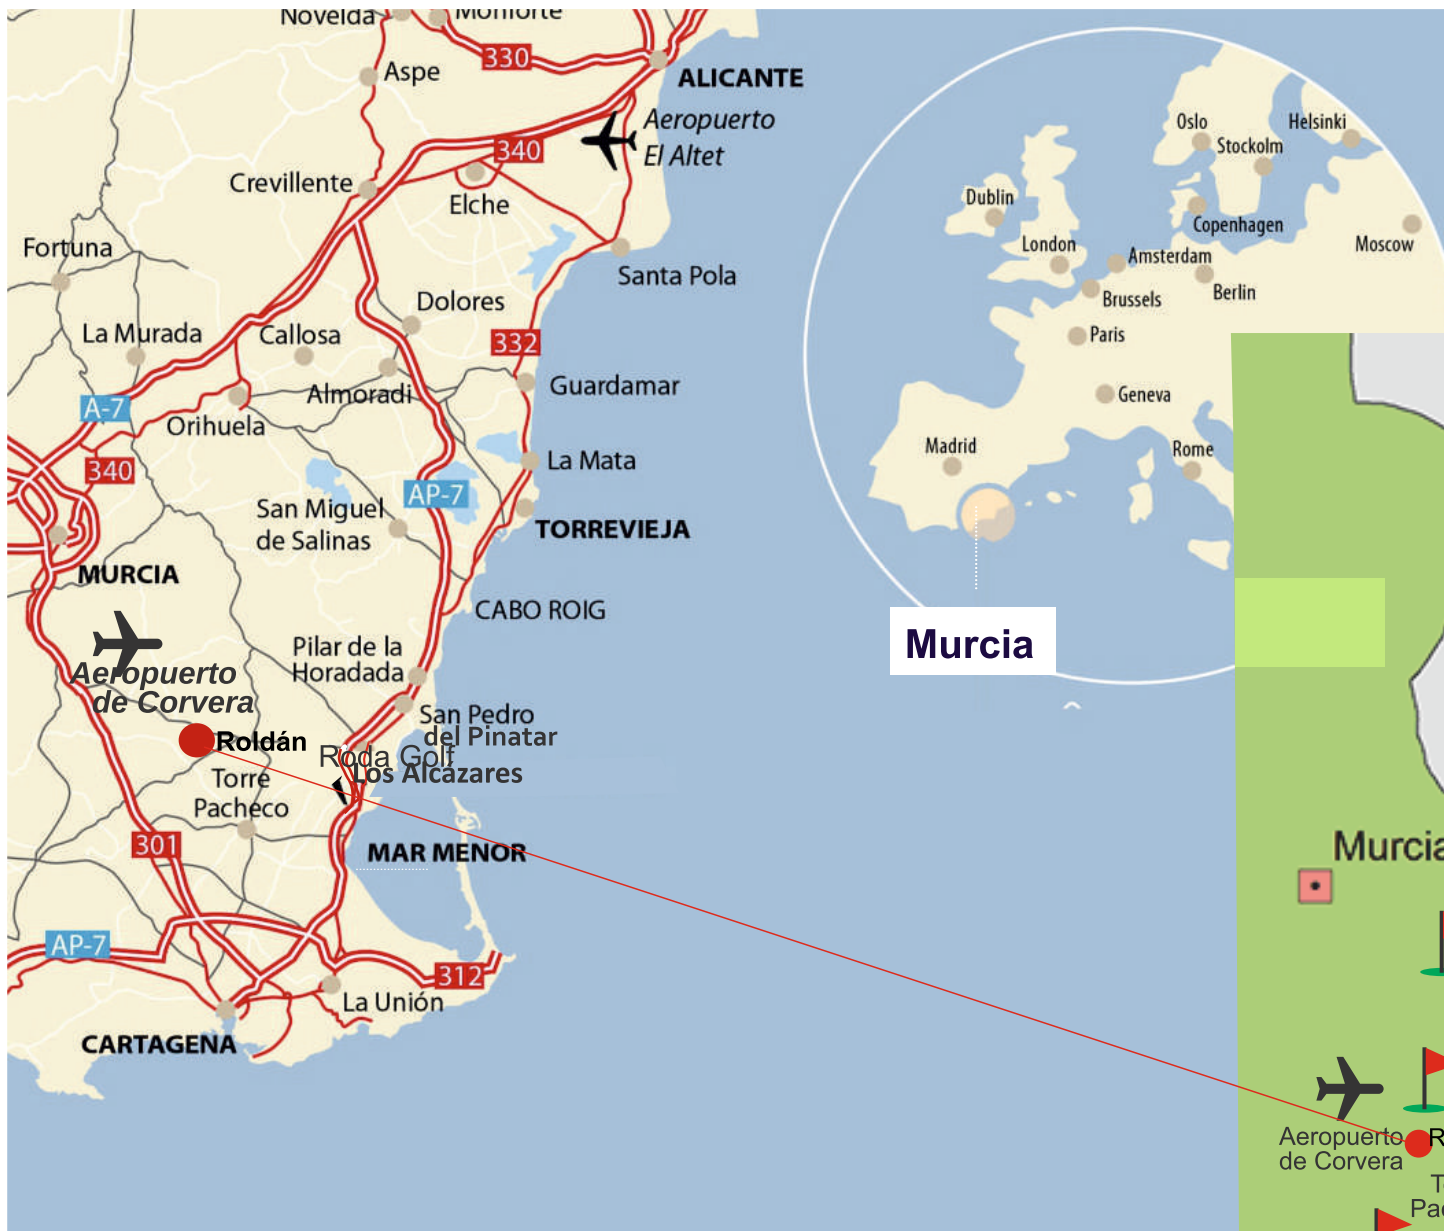 Novelda
Monforte
330
Aspe
ALICANTE
Aeropuerto
El Altet
340
Crevillente
Elche
Fortuna
Santa Pola
Dolores
La Murada
Callosa
332
Guardamar
Almoradi
A-7
Orihuela
340
La Mata
AP-7
San Miguel
de Salinas
TORREVIEJA
MURCIA
CABO ROIG
Pilar de la
Horadada
Aeropuerto
de Corvera
San Pedro
del Pinatar
Roldán
Roda Golf
Los Alcázares
Torre
Pacheco
301
MAR MENOR
AP-7
312
La Unión
CARTAGENA
Oslo
Helsinki
Stockolm
Dublin
Copenhagen
London
Moscow
Amsterdam
Berlin
Brussels
Paris
Geneva
Madrid
Rome
Murcia
Murcia
Aeropuerto
de Corvera
R
T
Pac